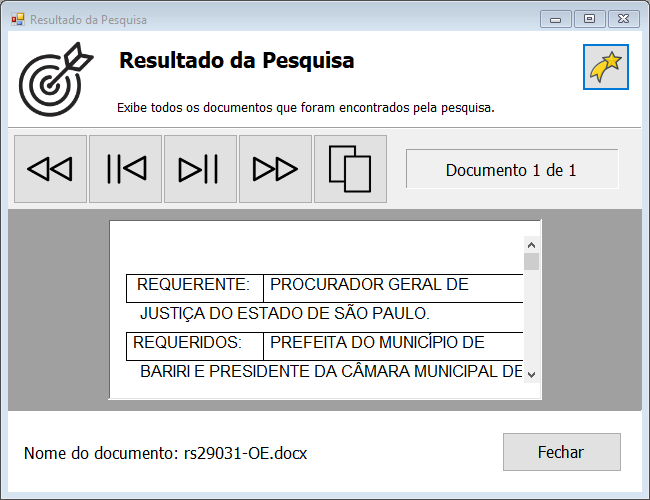 Resultado da Pesquisa
Resultado da Pesquisa
Exibe todos os documentos que foram encontrados pela pesquisa.
Documento 1 de 1
REQUERENTE: PROCURADOR GERAL DE
JUSTIÇA DO ESTADO DE SÃO PAULO.
REQUERIDOS: PREFEITA DO MUNICÍPIO DE
BARIRI E PRESIDENTE DA CÂMARA MUNICIPAL DE
Nome do documento: rs29031-OE.docx
Fechar